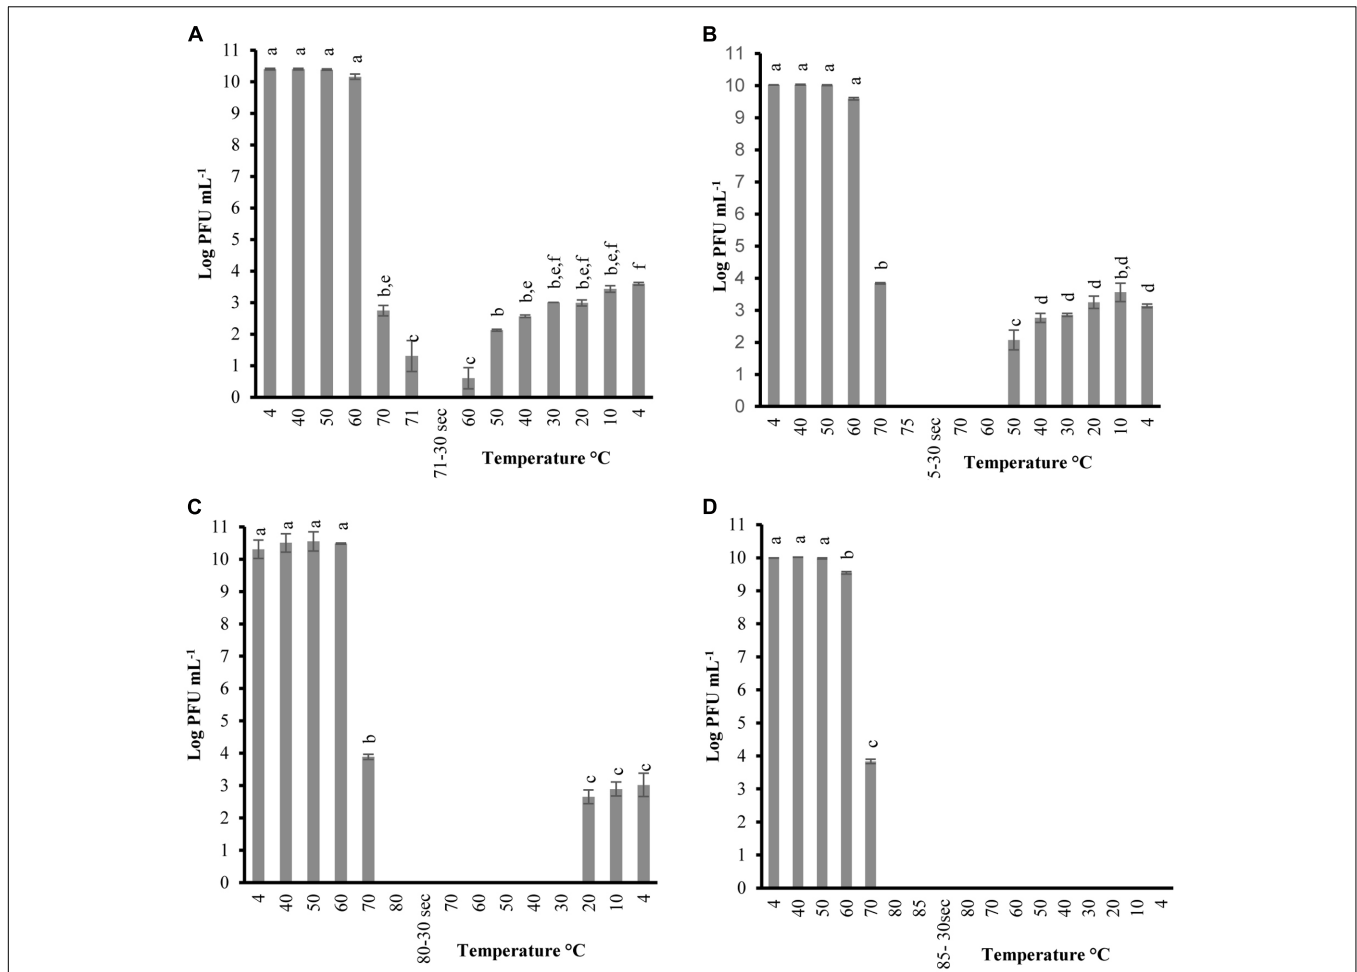 A
11
10
9
8
7
6
5
4
3
2
1
0
Log PFU mL-1
a a a a b,e c c b b,e b,e,f b,e,f b,e,f f
4 40 50 60 70 71 71-30 sec 60 50 40 30 20 10 4
Temperature °C
B
11
10
9
8
7
6
5
4
3
2
1
0
Log PFU mL-1
a a a a b c d d d b,d d
4 40 50 60 70 75 5-30 sec 70 60 50 40 30 20 10 4
Temperature °C
C
11
10
9
8
7
6
5
4
3
2
1
0
Log PFU mL-1
a a a a b c c c
4 40 50 60 70 80 80-30 sec 70 60 50 40 30 20 10 4
Temperature °C
D
11
10
9
8
7
6
5
4
3
2
1
0
Log PFU mL-1
a a a b c
4 40 50 60 70 80 85 85- 30sec 80 70 60 50 40 30 20 10 4
Temperature °C